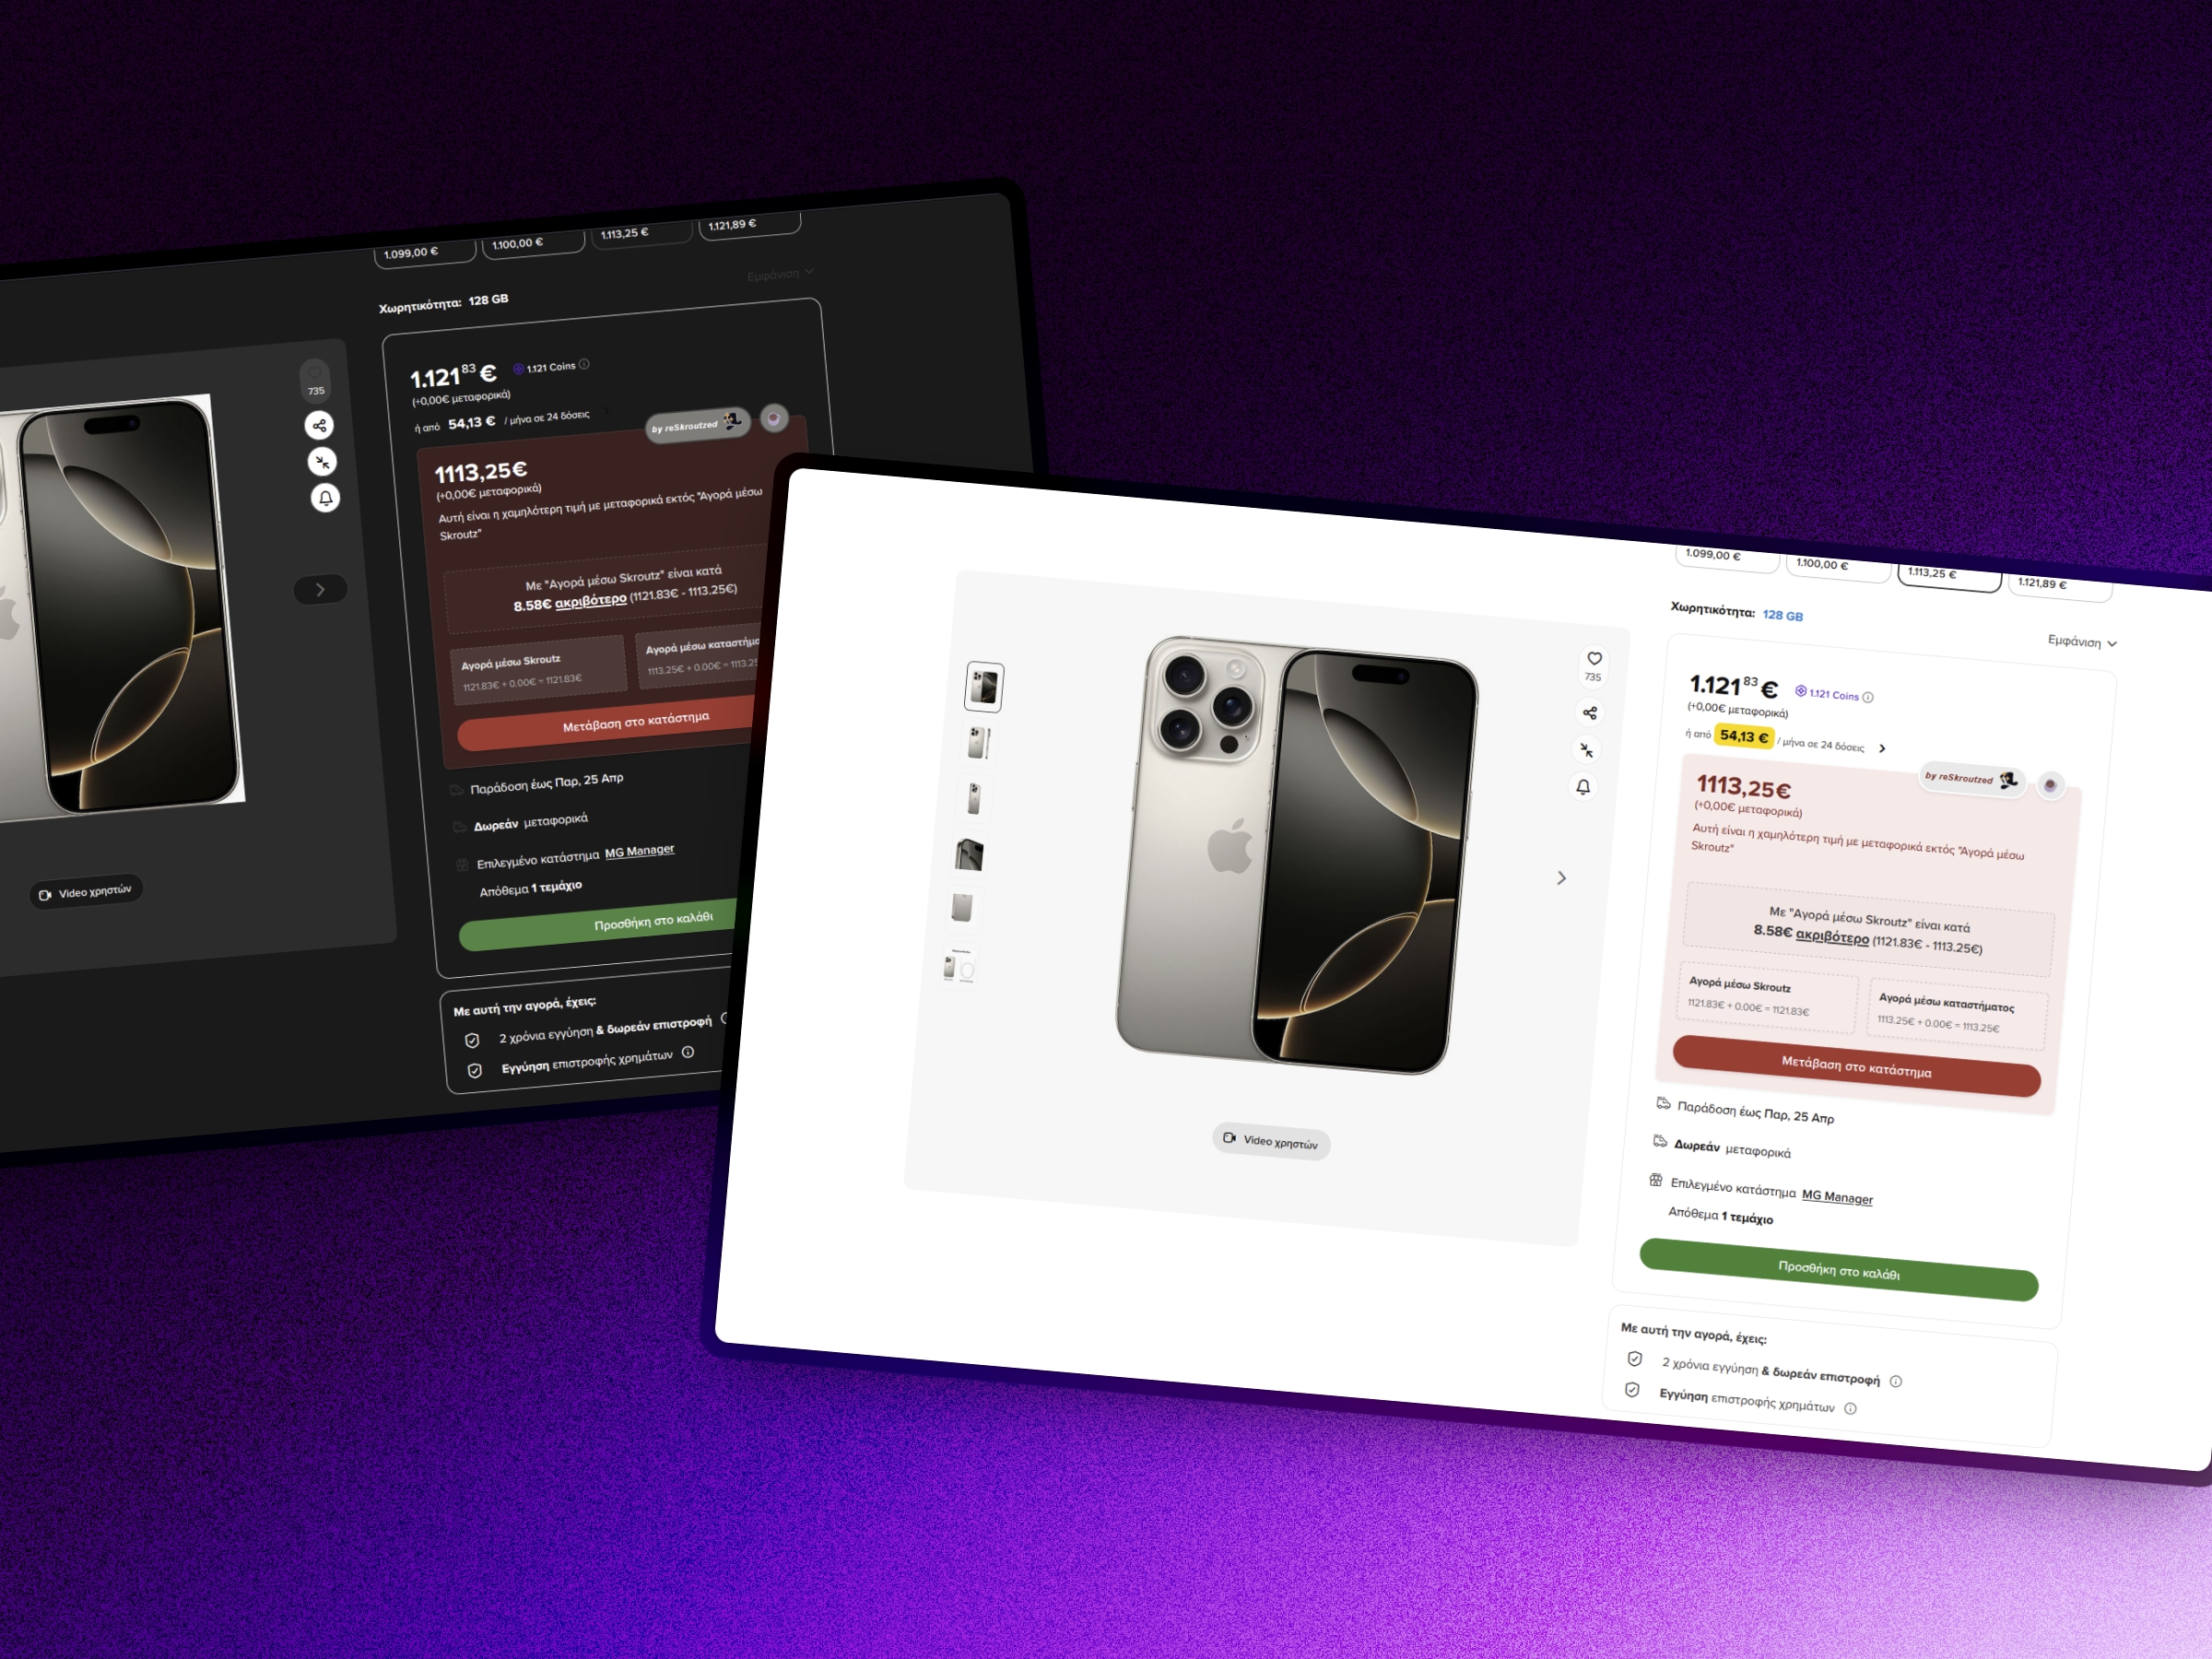 1.099,00 €
1.100,00 €
1.113,25 €
1.121,89 €
Εμφάνιση
Χωρητικότητα: 128 GB
735
1.121 83 €
1.121 Coins
(+0,00€ μεταφορικά)
ή από 54,13 € / μήνα σε 24 δόσεις
by reSkroutzed
1113,25€
(+0,00€ μεταφορικά)
Αυτή είναι η χαμηλότερη τιμή με μεταφορικά εκτός "Αγορά μέσω
Skroutz"
Με "Αγορά μέσω Skroutz" είναι κατά
8.58€ ακριβότερο (1121.83€ - 1113.25€)
Αγορά μέσω Skroutz
1121.83€ + 0.00€ = 1121.83€
Αγορά μέσω καταστήμα
1113.25€ + 0.00€ = 1113.25
Μετάβαση στο κατάστημα
Παράδοση έως Παρ, 25 Απρ
Δωρεάν μεταφορικά
Επιλεγμένο κατάστημα MG Manager
Απόθεμα 1 τεμάχιο
Video χρηστών
Προσθήκη στο καλάθι
Με αυτή την αγορά, έχεις:
2 χρόνια εγγύηση & δωρεάν επιστροφή
Εγγύηση επιστροφής χρημάτων
1.099,00 €
1.100,00 €
1.113,25 €
1.121,89 €
Χωρητικότητα: 128 GB
Εμφάνιση
735
1.121 83 €
1.121 Coins
(+0,00€ μεταφορικά)
ή από 54,13 € / μήνα σε 24 δόσεις
by reSkroutzed
1113,25€
(+0,00€ μεταφορικά)
Αυτή είναι η χαμηλότερη τιμή με μεταφορικά εκτός "Αγορά μέσω
Skroutz"
Με "Αγορά μέσω Skroutz" είναι κατά
8.58€ ακριβότερο (1121.83€ - 1113.25€)
Αγορά μέσω Skroutz
1121.83€ + 0.00€ = 1121.83€
Αγορά μέσω καταστήματος
1113.25€ + 0.00€ = 1113.25€
Μετάβαση στο κατάστημα
Παράδοση έως Παρ, 25 Απρ
Δωρεάν μεταφορικά
Επιλεγμένο κατάστημα MG Manager
Απόθεμα 1 τεμάχιο
Video χρηστών
Προσθήκη στο καλάθι
Με αυτή την αγορά, έχεις:
2 χρόνια εγγύηση & δωρεάν επιστροφή
Εγγύηση επιστροφής χρημάτων